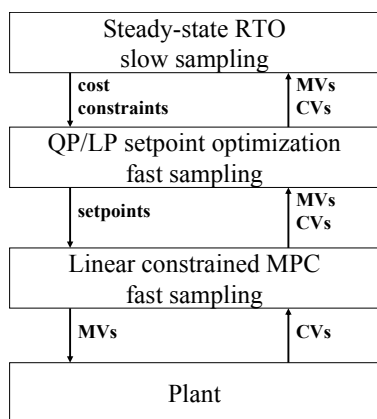 Steady-state RTO
slow sampling
cost
constraints
MVs
CVs
QP/LP setpoint optimization
fast sampling
setpoints
MVs
CVs
Linear constrained MPC
fast sampling
MVs
CVs
Plant